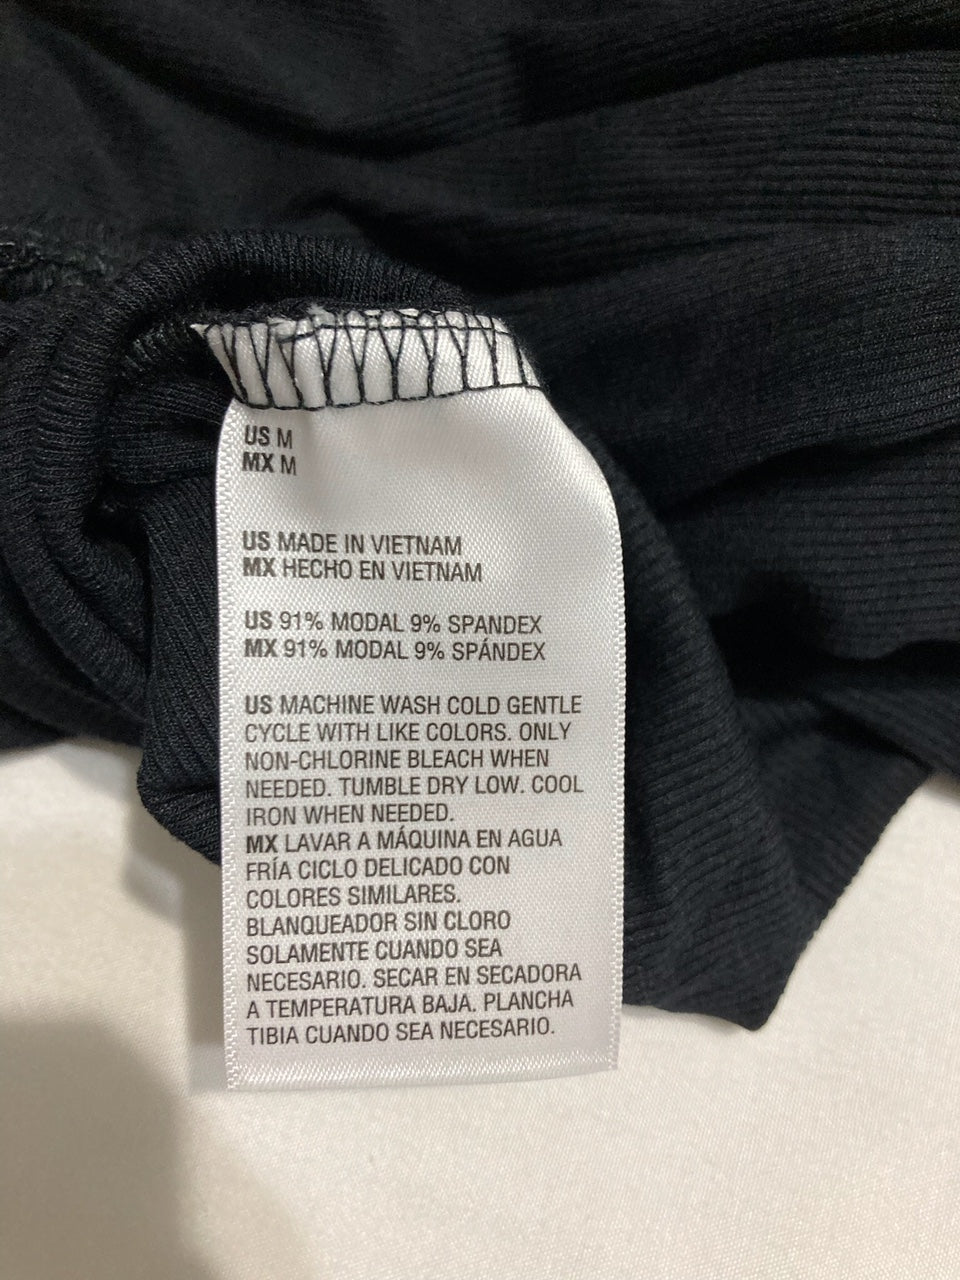 US M
MX M
US MADE IN VIETNAM
MX HECHO EN VIETNAM
US 91% MODAL 9% SPANDEX
MX 91% MODAL 9% SPÁNDEX
US MACHINE WASH COLD GENTLE
CYCLE WITH LIKE COLORS. ONLY
NON-CHLORINE BLEACH WHEN
NEEDED. TUMBLE DRY LOW. COOL
IRON WHEN NEEDED.
MX LAVAR A MÁQUINA EN AGUA
FRÍA CICLO DELICADO CON
COLORES SIMILARES.
BLANQUEADOR SIN CLORO
SOLAMENTE CUANDO SEA
NECESARIO. SECAR EN SECADORA
A TEMPERATURA BAJA. PLANCHA
TIBIA CUANDO SEA NECESARIO.